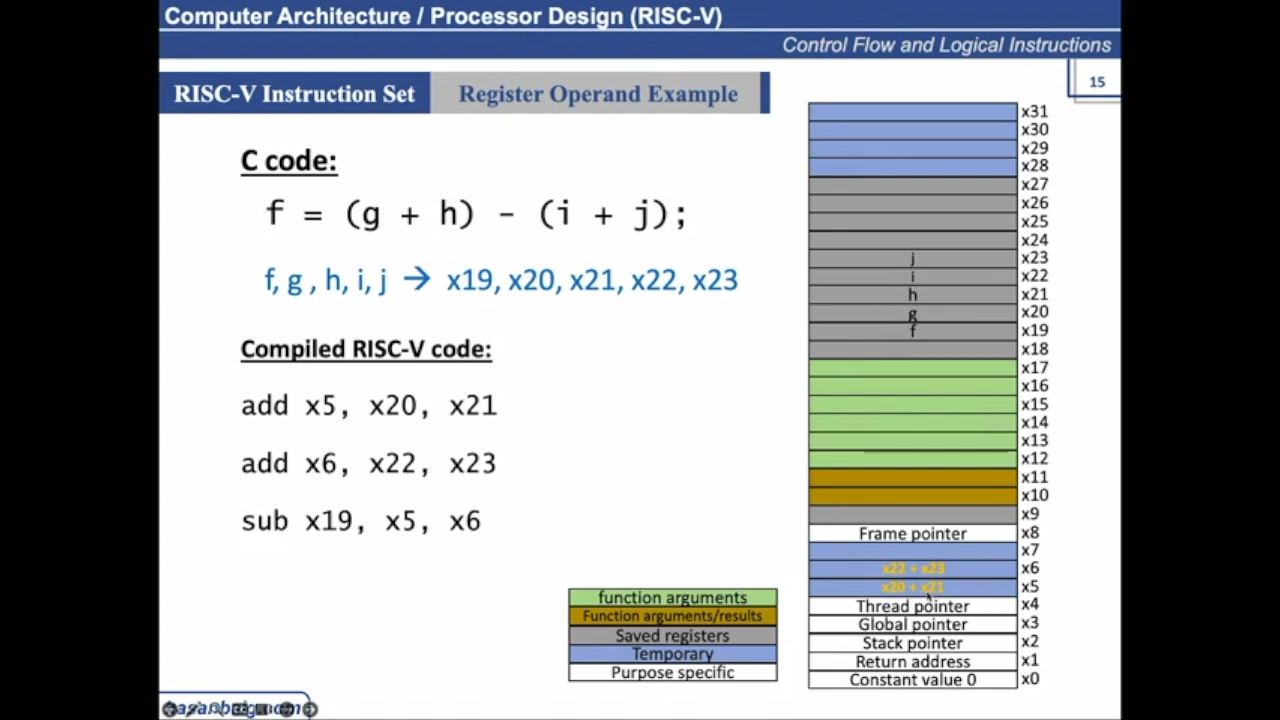 Computer Architecture / Processor Design (RISC-V)
Control Flow and Logical Instructions
RISC-V Instruction Set
Register Operand Example
15
C code:
f = (g + h) - (i + j);
f, g , h, i, j → x19, x20, x21, x22, x23
Compiled RISC-V code:
add x5, x20, x21
add x6, x22, x23
sub x19, x5, x6
function arguments
Function arguments/results
Saved registers
Temporary
Purpose specific
x31
x30
x29
x28
x27
x26
x25
x24
j x23
i x22
h x21
g x20
f x19
x18
x17
x16
x15
x14
x13
x12
x11
x10
x9
Frame pointer x8
x7
x22 + x23 x6
x20 + x21 x5
Thread pointer x4
Global pointer x3
Stack pointer x2
Return address x1
Constant value 0 x0